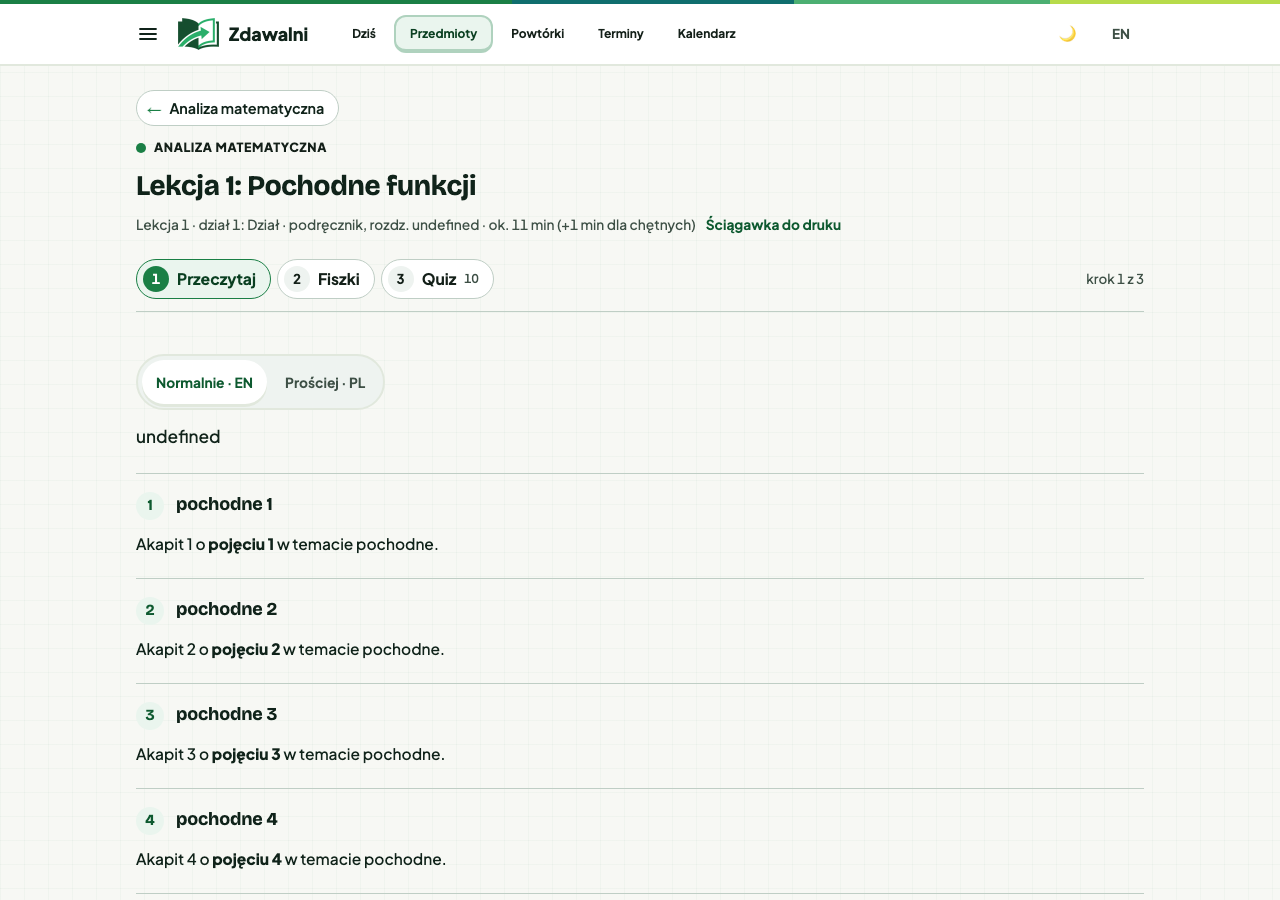 Zdawalni
Dziś
Przedmioty
Powtórki
Terminy
Kalendarz
EN
← Analiza matematyczna
ANALIZA MATEMATYCZNA
Lekcja 1: Pochodne funkcji
Lekcja 1 · dział 1: Dział · podręcznik, rozdz. undefined · ok. 11 min (+1 min dla chętnych) Ściągawka do druku
1 Przeczytaj
2 Fiszki
3 Quiz 10
krok 1 z 3
Normalnie · EN
Prościej · PL
undefined
1 pochodne 1
Akapit 1 o pojęciu 1 w temacie pochodne.
2 pochodne 2
Akapit 2 o pojęciu 2 w temacie pochodne.
3 pochodne 3
Akapit 3 o pojęciu 3 w temacie pochodne.
4 pochodne 4
Akapit 4 o pojęciu 4 w temacie pochodne.